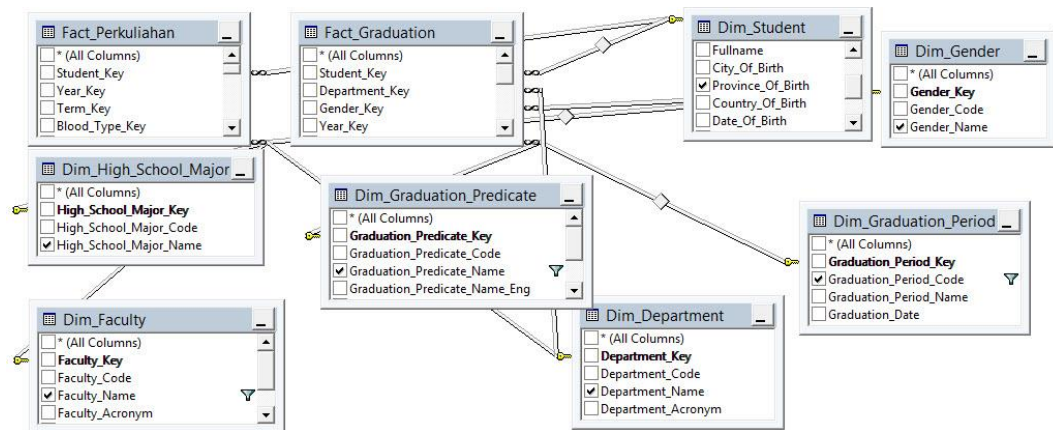 Fact_Perkuliahan
* (All Columns)
Student_Key
Year_Key
Term_Key
Blood_Type_Key
Fact_Graduation
* (All Columns)
Student_Key
Department_Key
Gender_Key
Year_Key
Dim_Student
Fullname
City_Of_Birth
Province_Of_Birth
Country_Of_Birth
Date_Of_Birth
Dim_Gender
* (All Columns)
Gender_Key
Gender_Code
Gender_Name
Dim_High_School_Major
* (All Columns)
High_School_Major_Key
High_School_Major_Code
High_School_Major_Name
Dim_Graduation_Predicate
* (All Columns)
Graduation_Predicate_Key
Graduation_Predicate_Code
Graduation_Predicate_Name
Graduation_Predicate_Name_Eng
Dim_Graduation_Period
* (All Columns)
Graduation_Period_Key
Graduation_Period_Code
Graduation_Period_Name
Graduation_Date
Dim_Faculty
* (All Columns)
Faculty_Key
Faculty_Code
Faculty_Name
Faculty_Acronym
Dim_Department
* (All Columns)
Department_Key
Department_Code
Department_Name
Department_Acronym